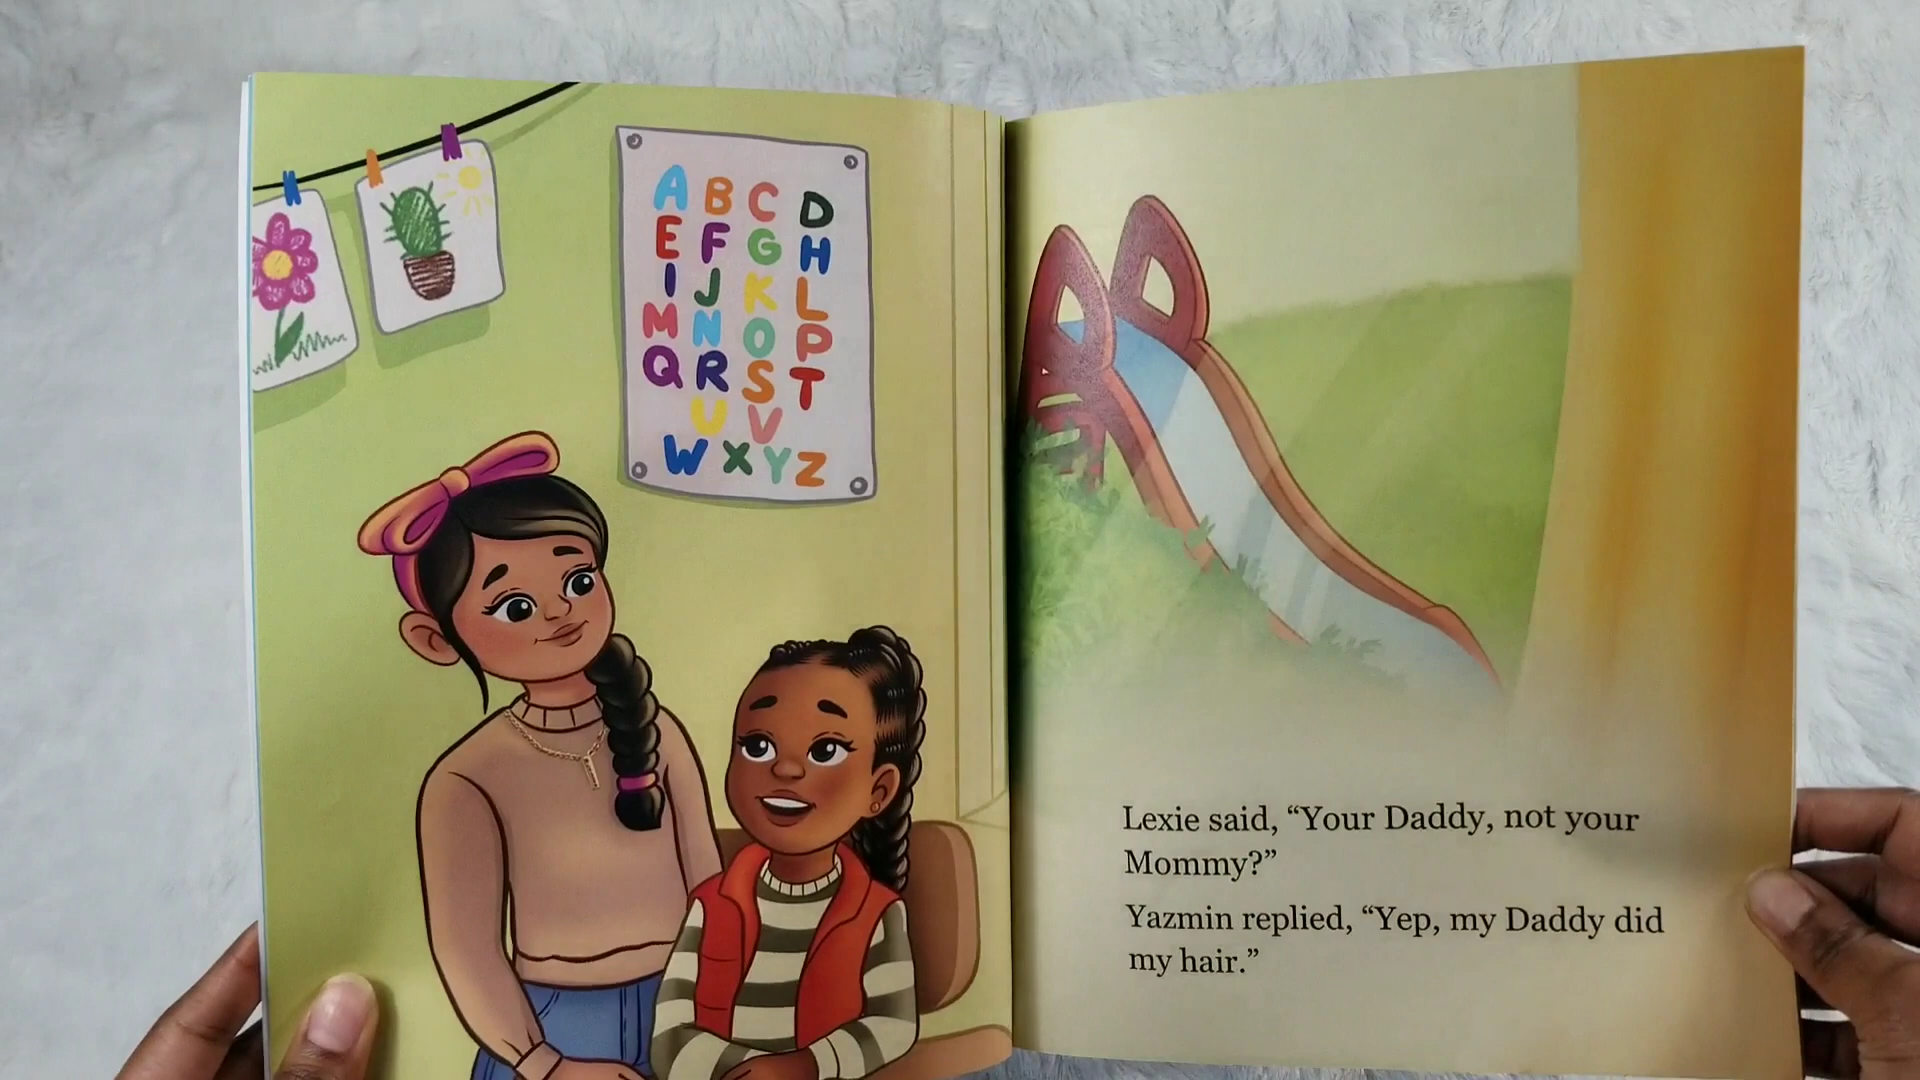 A B C D
E F G H
I J K L
M N O P
Q R S T
U V
W X Y Z
Lexie said, “Your Daddy, not your
Mommy?”
Yazmin replied, “Yep, my Daddy did
my hair.”